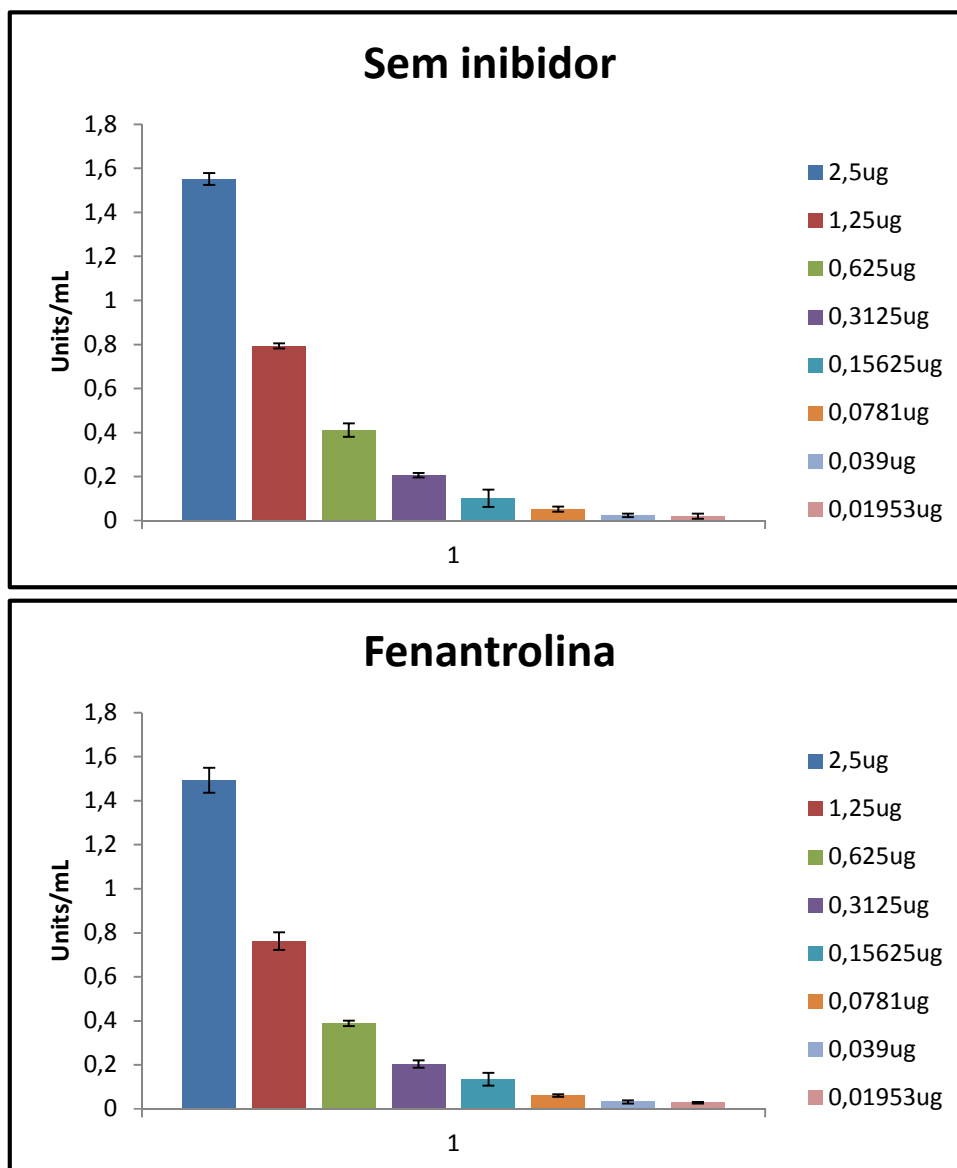 Sem inibidor
Units/mL
1,8
1,6
1,4
1,2
1
0,8
0,6
0,4
0,2
0
1
2,5ug
1,25ug
0,625ug
0,3125ug
0,15625ug
0,0781ug
0,039ug
0,01953ug
Fenantrolina
Units/mL
1,8
1,6
1,4
1,2
1
0,8
0,6
0,4
0,2
0
1
2,5ug
1,25ug
0,625ug
0,3125ug
0,15625ug
0,0781ug
0,039ug
0,01953ug